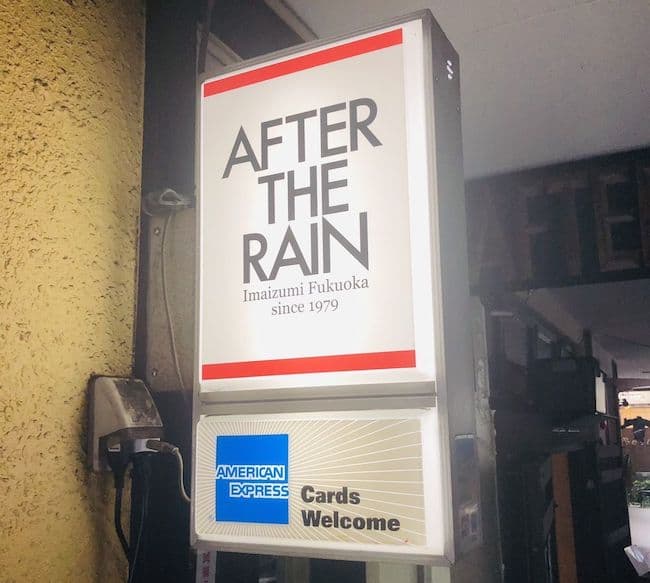 AFTER
THE
RAIN
Imaizumi Fukuoka
since 1979
AMERICAN
EXPRESS
Cards
Welcome